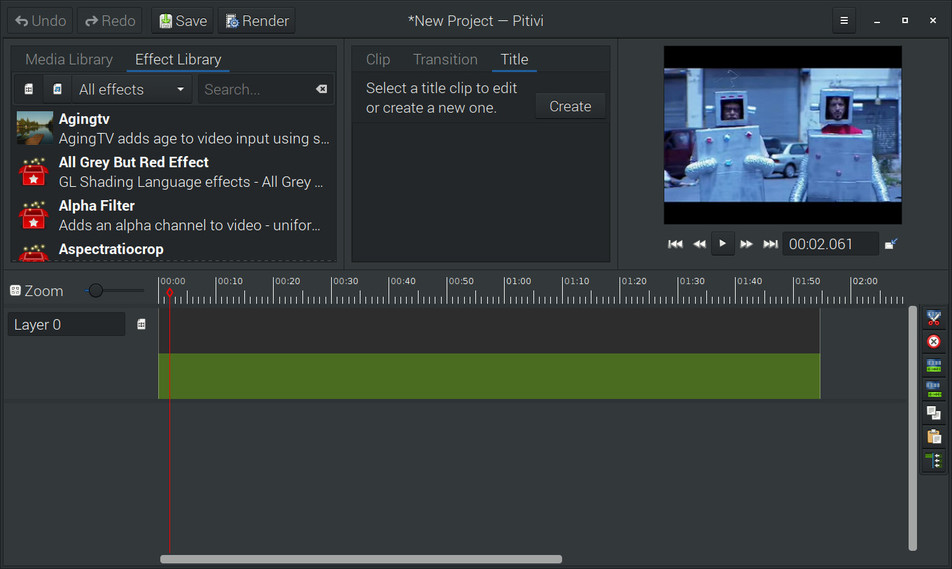 Undo Redo Save Render *New Project — Pitivi
Media Library Effect Library
All effects Search...
Agingtv
AgingTV adds age to video input using s...
All Grey But Red Effect
GL Shading Language effects - All Grey ...
Alpha Filter
Adds an alpha channel to video - unifor...
Aspectratiocrop
Clip Transition Title
Select a title clip to edit
or create a new one.
Create
00:02.061
Zoom
00:00 00:10 00:20 00:30 00:40 00:50 01:00 01:10 01:20 01:30 01:40 01:50 02:00
Layer 0